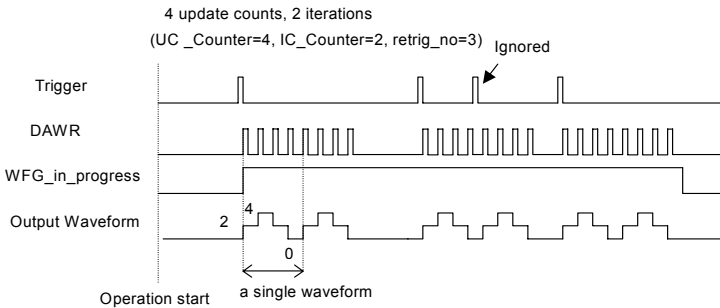 4 update counts, 2 iterations
(UC _Counter=4, IC_Counter=2, retrig_no=3)
Ignored
Trigger
DAWR
WFG_in_progress
4
Output Waveform
2
0
Operation start
a single waveform